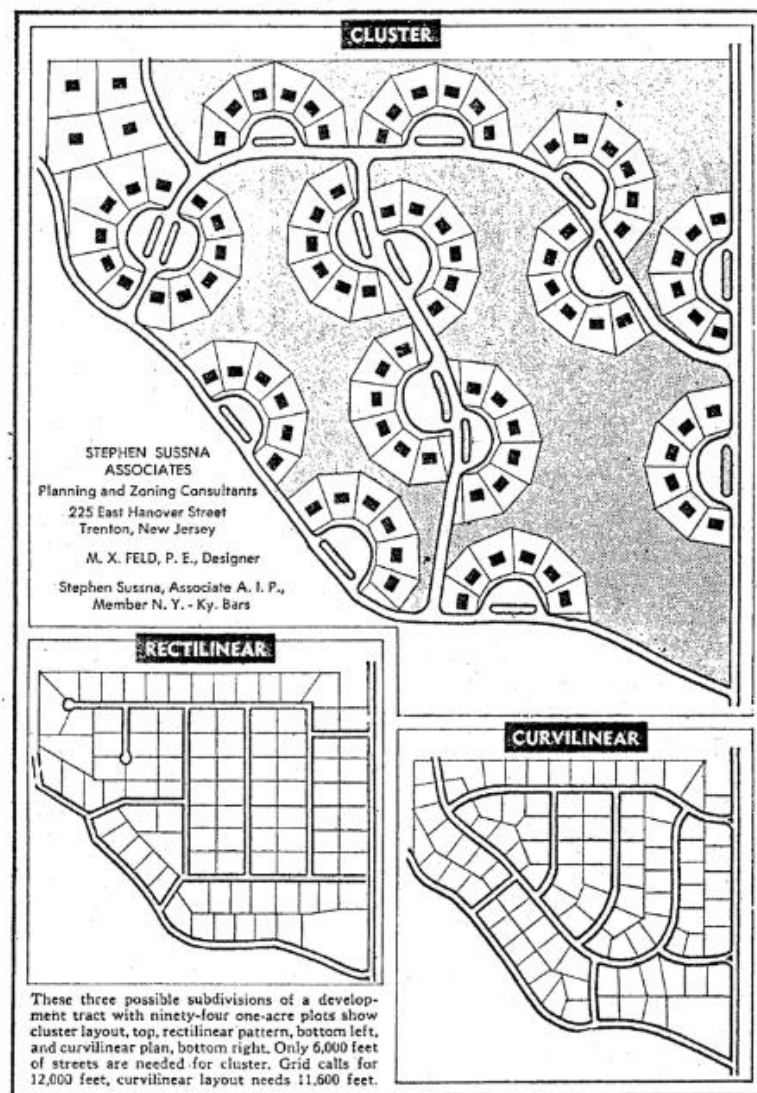 CLUSTER
STEPHEN SUSSNA
ASSOCIATES
Planning and Zoning Consultants
225 East Hanover Street
Trenton, New Jersey
M. X. FELD, P. E., Designer
Stephen Sussna, Associate A. I. P.,
Member N. Y. - Ky. Bars
RECTILINEAR
CURVILINEAR
These three possible subdivisions of a develop-
ment tract with ninety-four one-acre plots show
cluster layout, top, rectilinear pattern, bottom left,
and curvilinear plan, bottom right. Only 6,000 feet
of streets are needed for cluster. Grid calls for
12,000 feet, curvilinear layout needs 11,600 feet.